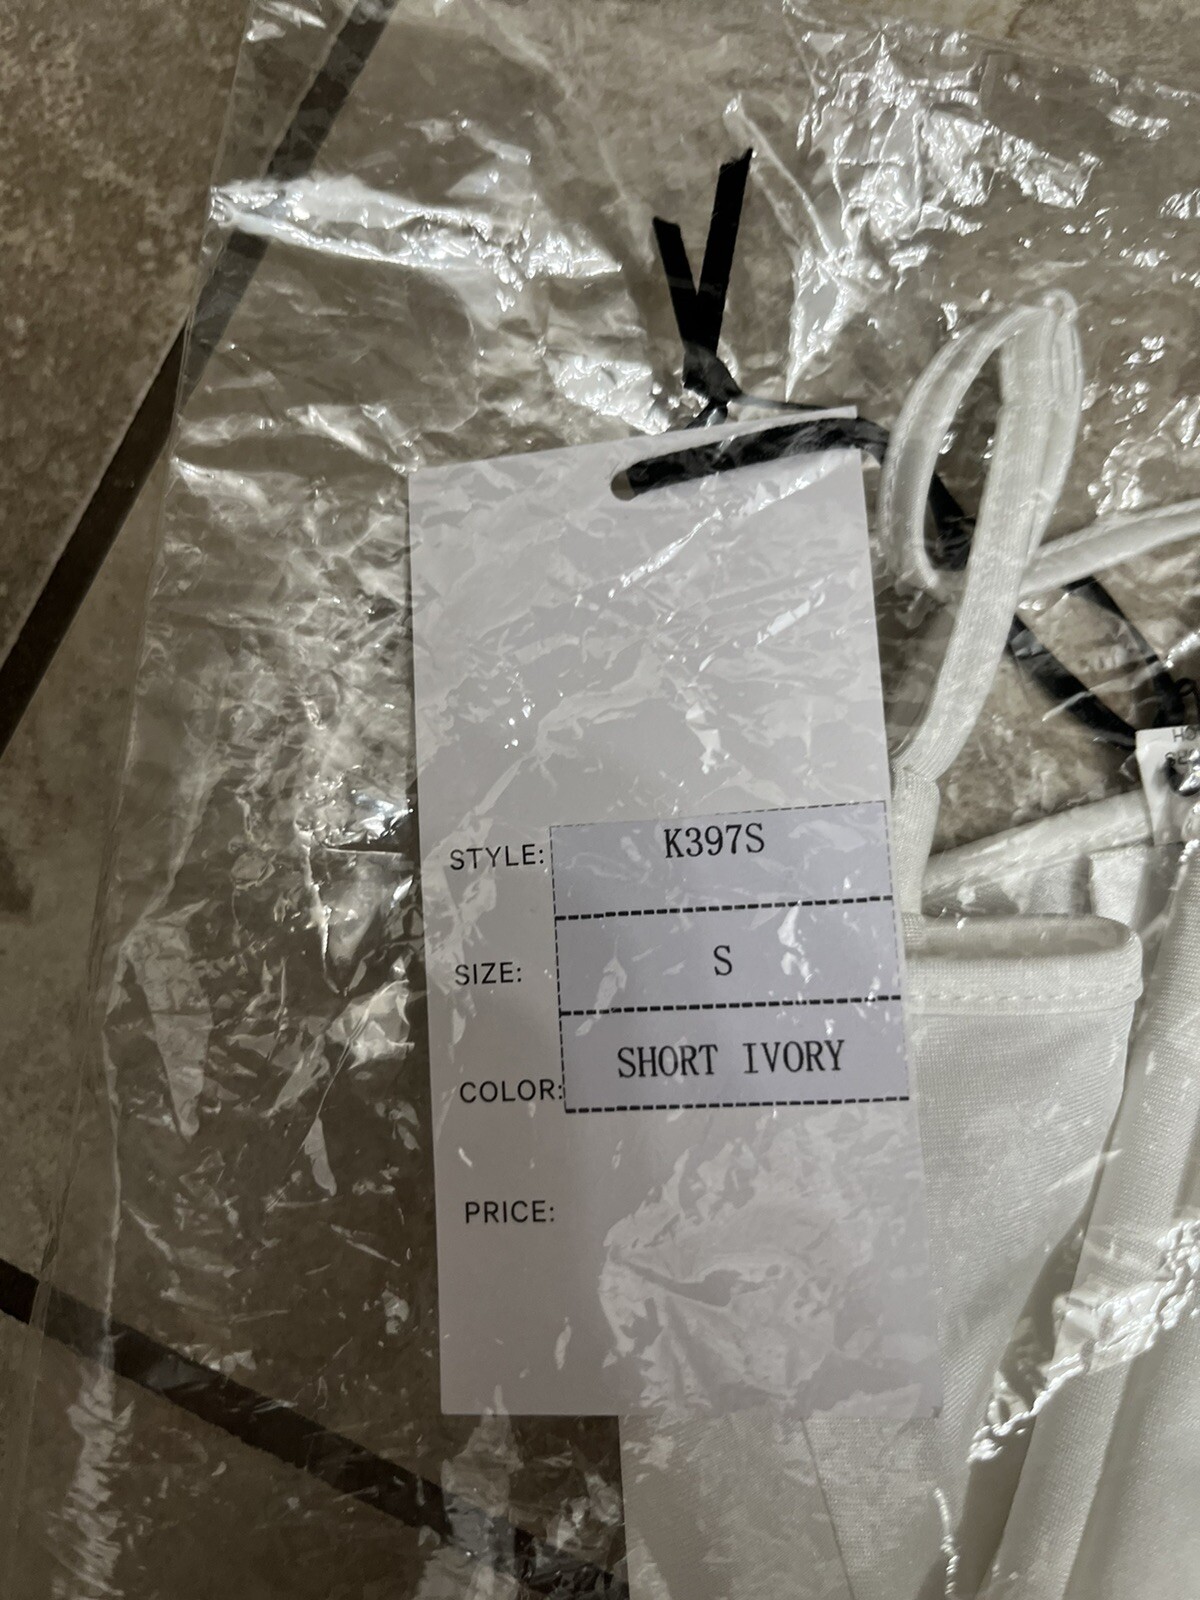 STYLE: K397S
SIZE: S
COLOR: SHORT IVORY
PRICE: